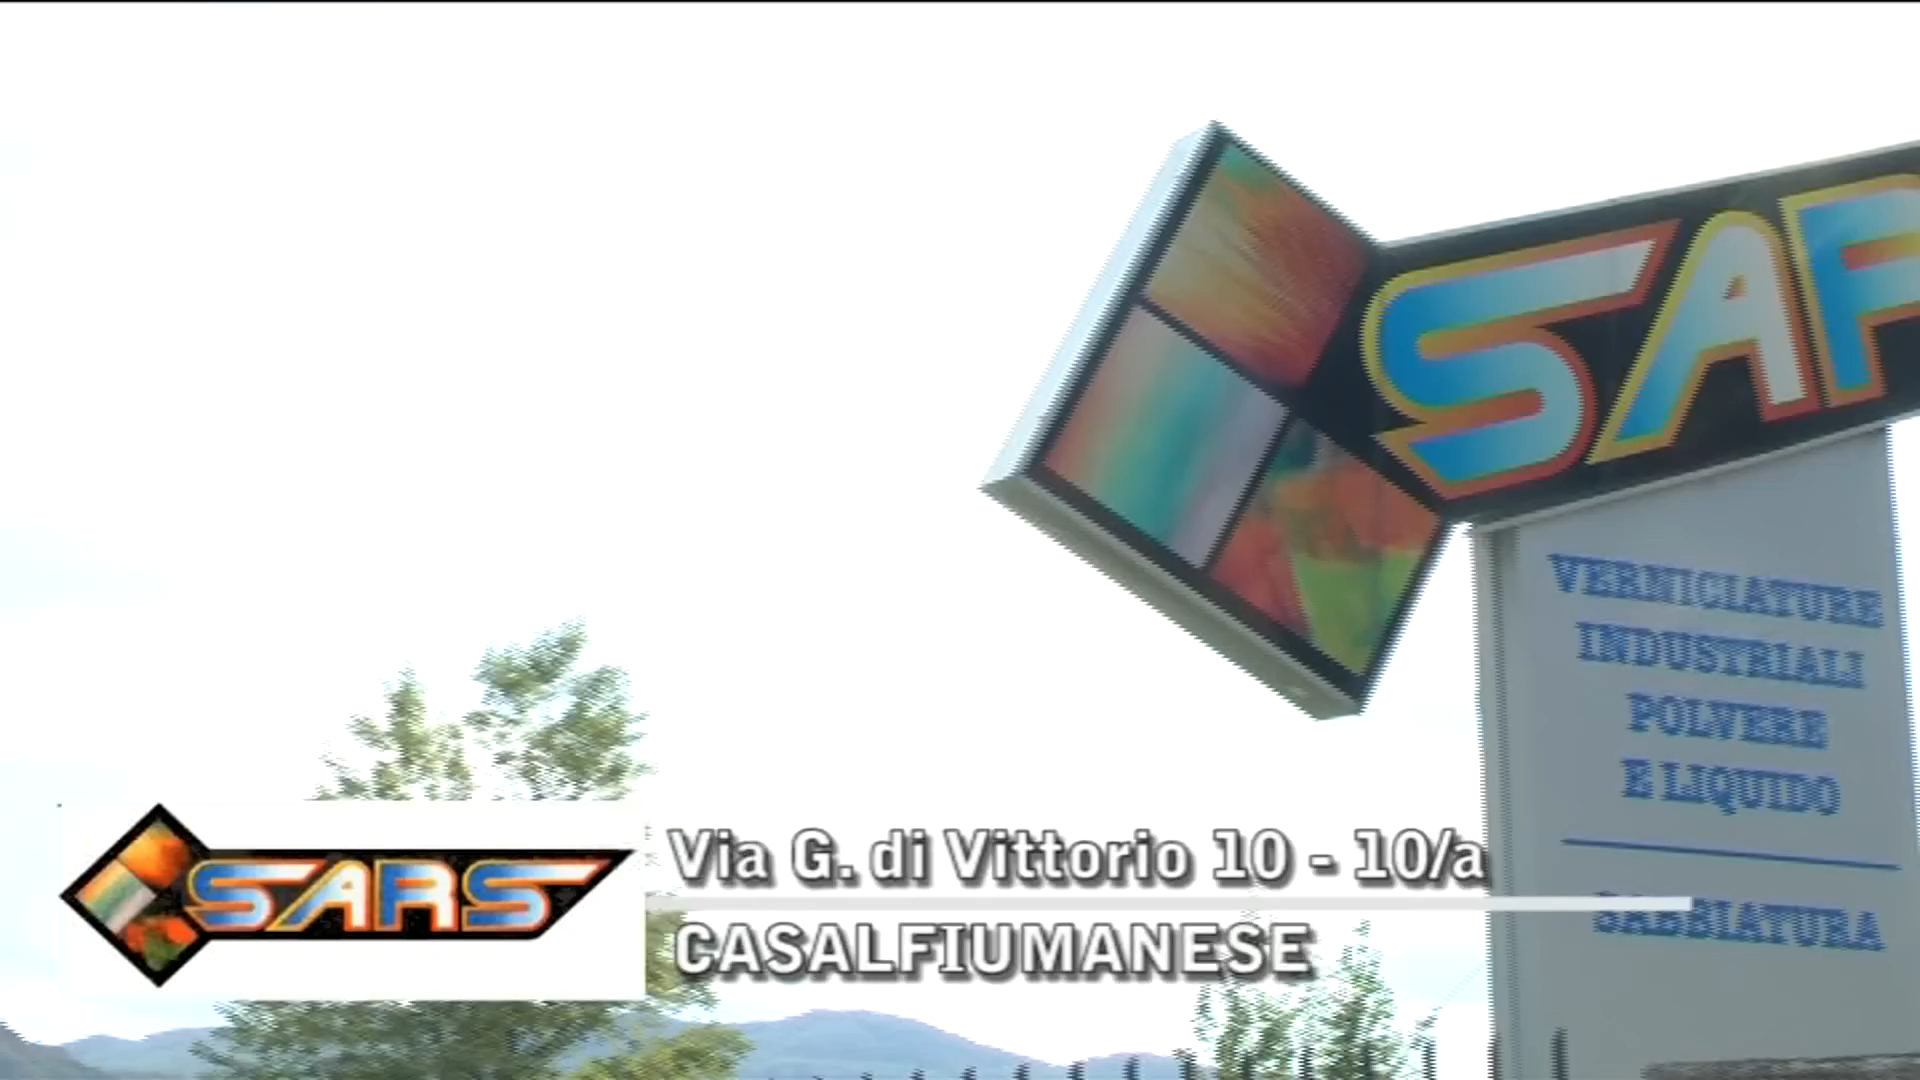 SAR
VERNICIATURE
INDUSTRIALI
POLVERE
E LIQUIDO
SABBIATURA
SARS
Via G. di Vittorio 10 - 10/a
CASALFIUMANESE